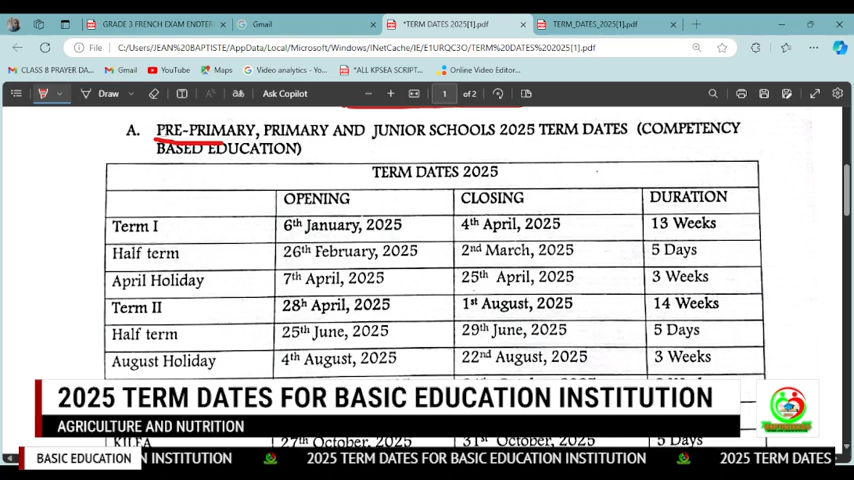 GRADE 3 FRENCH EXAM ENDTER
Gmail
*TERM DATES 2025[1].pdf
TERM_DATES_2025[1].pdf
File
C:/Users/JEAN%20BAPTISTE/AppData/Local/Microsoft/Windows/INetCache/IE/E1URQC3O/TERM%20DATES%202025[1].pdf
CLASS 8 PRAYER DA...
Gmail
YouTube
Maps
Video analytics - Yo...
*ALL KPSEA SCRIPT...
Online Video Editor...
Draw
Ask Copilot
1 of 2
A. PRE-PRIMARY, PRIMARY AND JUNIOR SCHOOLS 2025 TERM DATES (COMPETENCY
BASED EDUCATION)
TERM DATES 2025
OPENING CLOSING DURATION
Term I 6th January, 2025 4th April, 2025 13 Weeks
Half term 26th February, 2025 2nd March, 2025 5 Days
April Holiday 7th April, 2025 25th April, 2025 3 Weeks
Term II 28h April, 2025 1st August, 2025 14 Weeks
Half term 25th June, 2025 29th June, 2025 5 Days
August Holiday 4th August, 2025 22nd August, 2025 3 Weeks
2025 TERM DATES FOR BASIC EDUCATION INSTITUTION
AGRICULTURE AND NUTRITION
27th October, 2025 31st October, 2025 5 Days
BASIC EDUCATION
N INSTITUTION 2025 TERM DATES FOR BASIC EDUCATION INSTITUTION 2025 TERM DATES